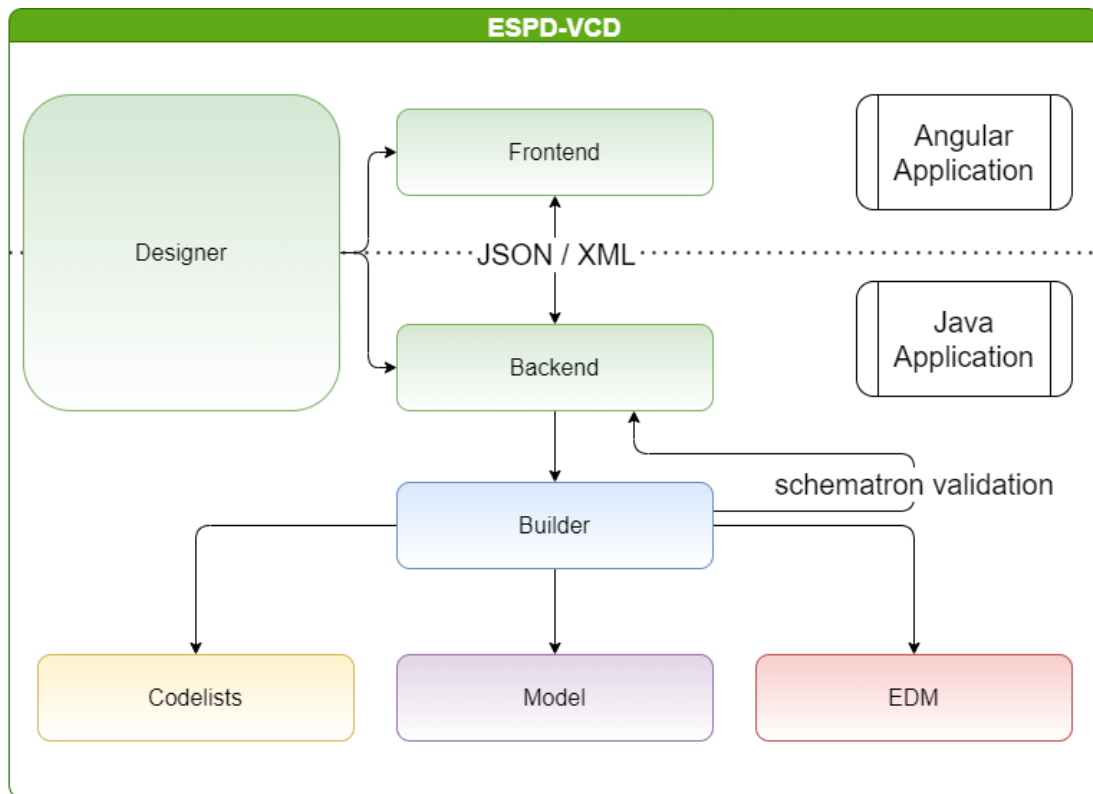 ESPD-VCD
Frontend
Angular
Application
Designer
JSON / XML
Java
Application
Backend
schematron validation
Builder
Codelists
Model
EDM